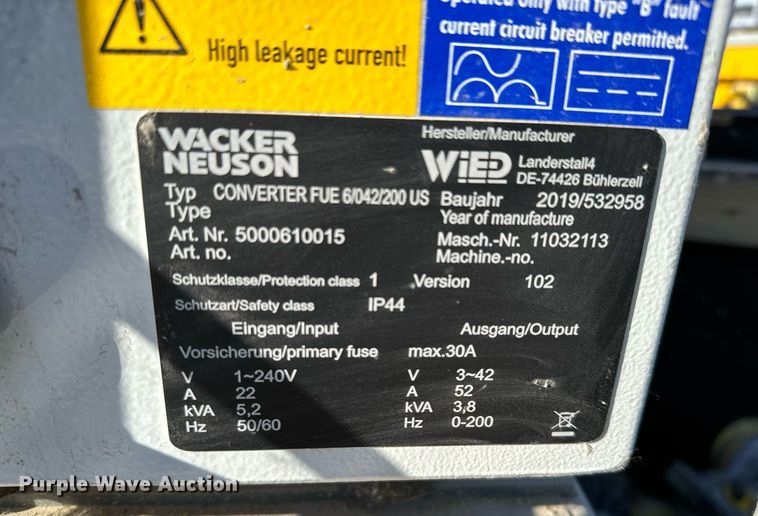 High leakage current!
Operated only with type "B" fault
current circuit breaker permitted.
WACKER
NEUSON
Hersteller/Manufacturer
WIED
Landerstall4
DE-74426 Bühlerzell
Typ CONVERTER FUE 6/042/200 US
Type
Baujahr 2019/532958
Year of manufacture
Art. Nr. 5000610015
Art. no.
Masch.-Nr. 11032113
Machine.-no.
Schutzklasse/Protection class 1 Version 102
Schutzart/Safety class IP44
Eingang/Input Ausgang/Output
Vorsicherung/primary fuse max.30A
V 1~240V V 3~42
A 22 A 52
kVA 5,2 kVA 3,8
Hz 50/60 Hz 0-200
Purple Wave Auction